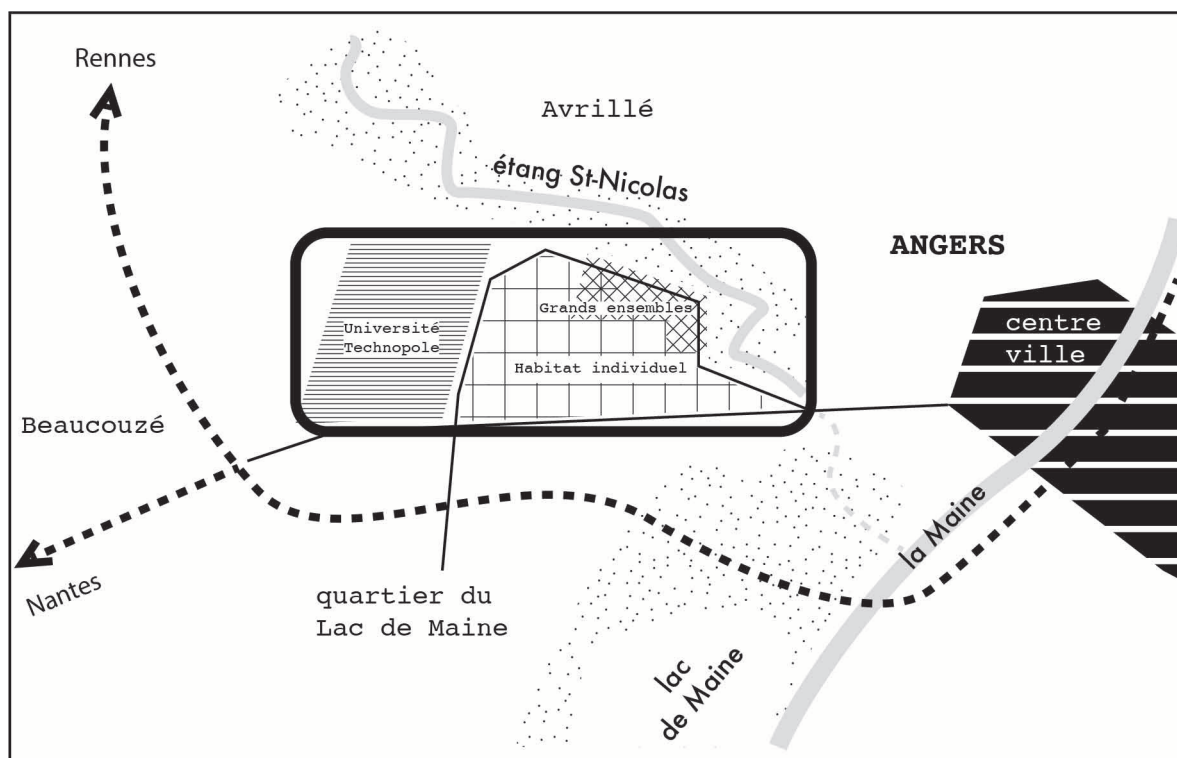 Rennes
Avrillé
étang St-Nicolas
ANGERS
Grands ensembles
centre
ville
Université
Technopole
Habitat individuel
Beaucouzé
la Maine
Nantes
quartier du
Lac de Maine
lac
de Maine